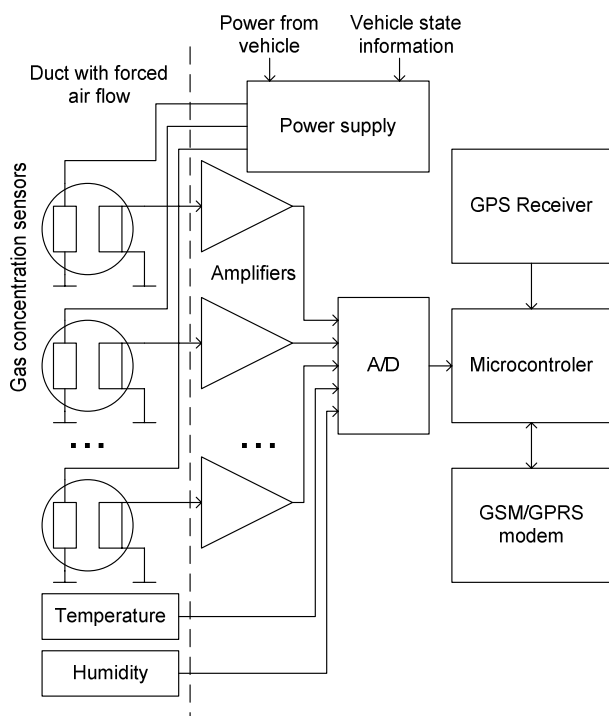 Power from
vehicle
Vehicle state
information
Duct with forced
air flow
Power supply
Gas concentration sensors
GPS Receiver
Amplifiers
A/D
Microcontroler
...
...
GSM/GPRS
modem
Temperature
Humidity